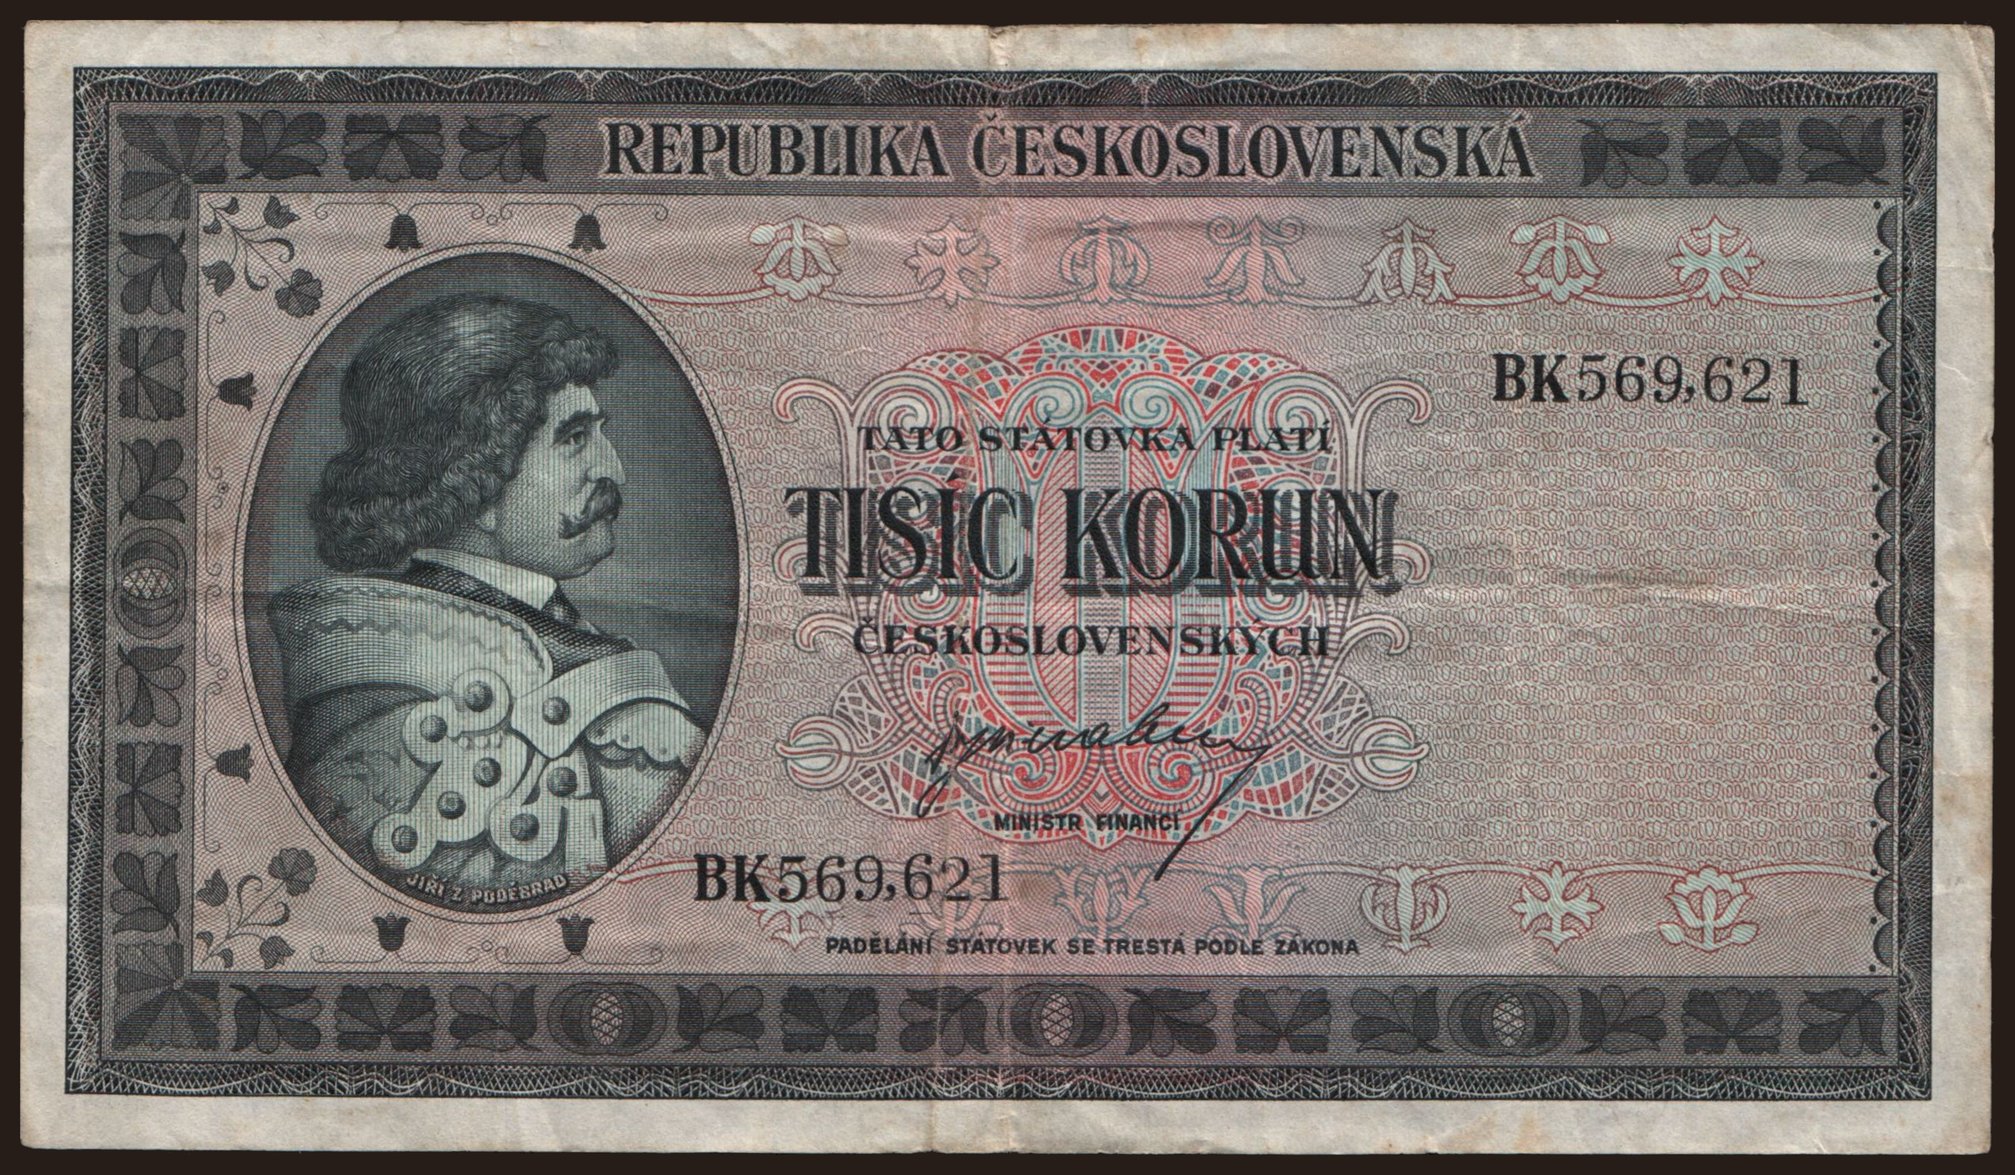 REPUBLIKA ČESKOSLOVENSKÁ
BK569,621
TATO STÁTOVKA PLATÍ
TISÍC KORUN
ČESKOSLOVENSKÝCH
MINISTR FINANCÍ
BK569,621
JIŘÍ Z PODĚBRAD
PADĚLÁNÍ STÁTOVEK SE TRESTÁ PODLE ZÁKONA